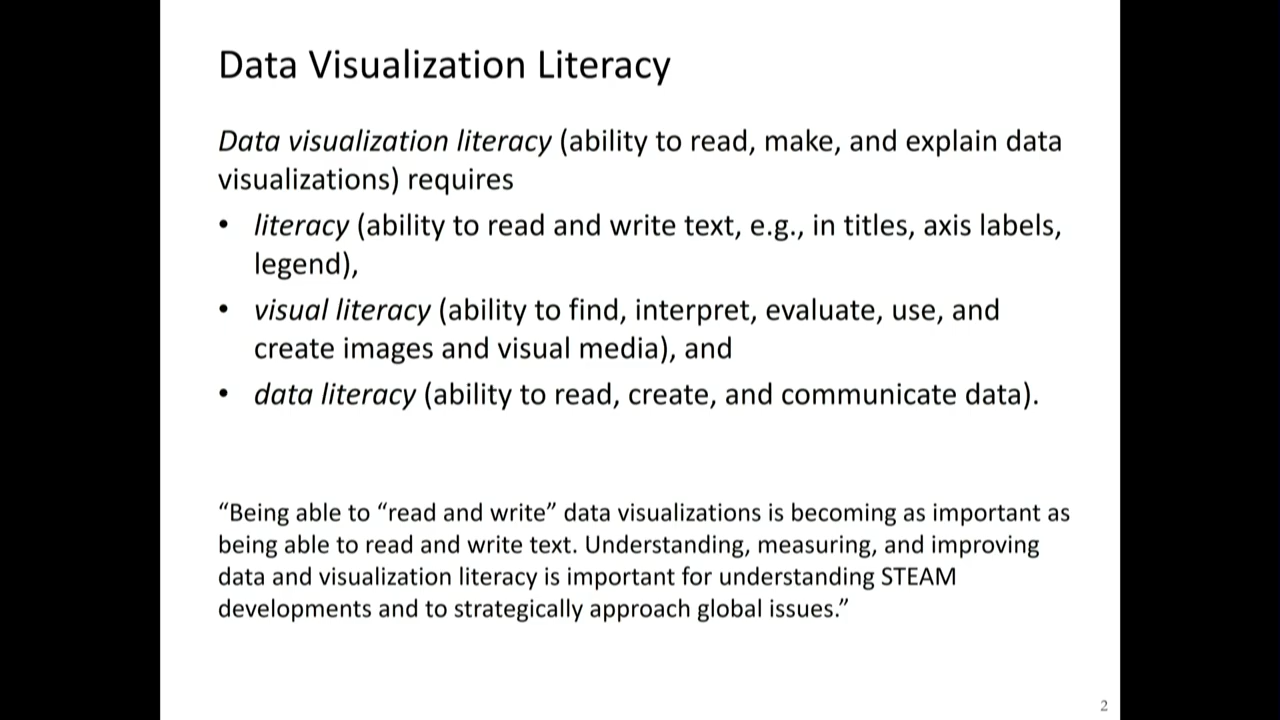 Data Visualization Literacy
Data visualization literacy (ability to read, make, and explain data
visualizations) requires
• literacy (ability to read and write text, e.g., in titles, axis labels,
legend),
• visual literacy (ability to find, interpret, evaluate, use, and
create images and visual media), and
• data literacy (ability to read, create, and communicate data).
“Being able to “read and write” data visualizations is becoming as important as
being able to read and write text. Understanding, measuring, and improving
data and visualization literacy is important for understanding STEAM
developments and to strategically approach global issues.”
2